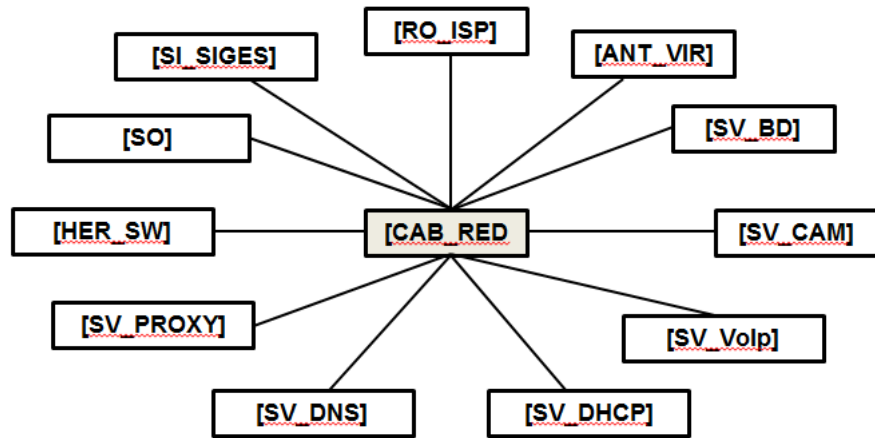 [RO_ISP]
[SI_SIGES]
[ANT_VIR]
[SO]
[SV_BD]
[HER_SW]
[CAB_RED
[SV_CAM]
[SV_PROXY]
[SV_VoIp]
[SV_DNS]
[SV_DHCP]